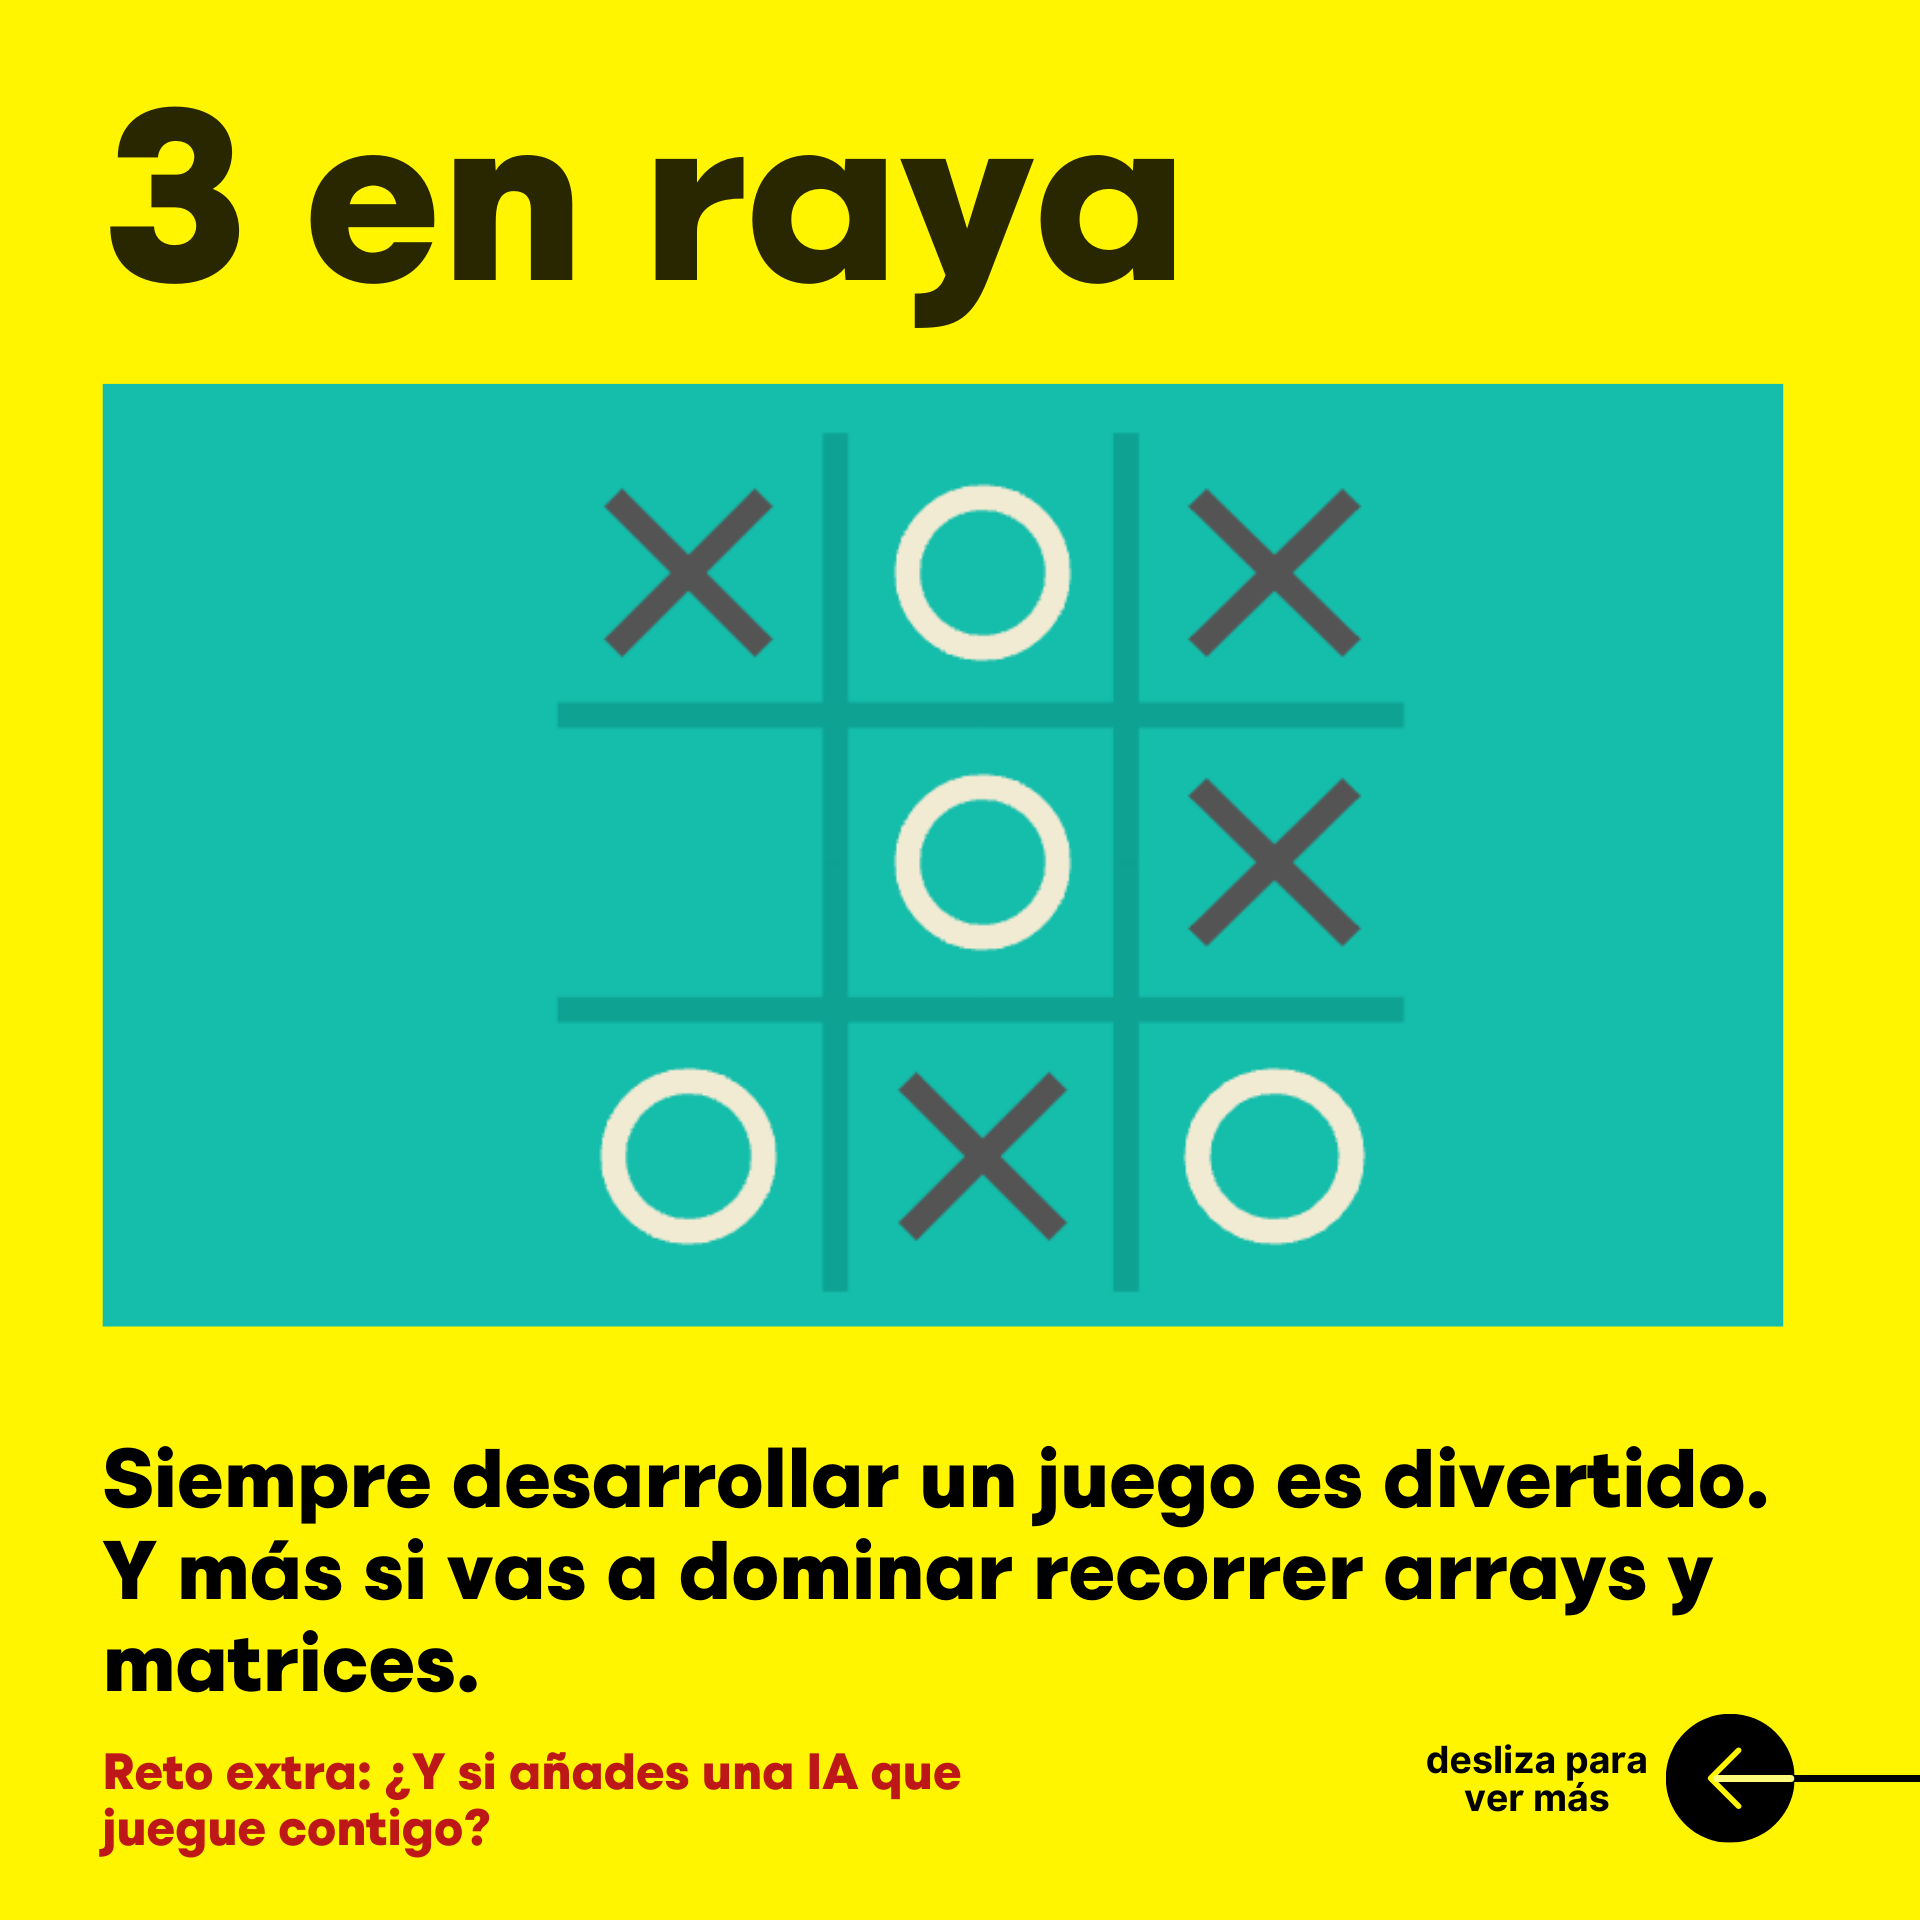 3 en raya
Siempre desarrollar un juego es divertido.
Y más si vas a dominar recorrer arrays y
matrices.
Reto extra: ¿Y si añades una IA que
juegue contigo?
desliza para
ver más